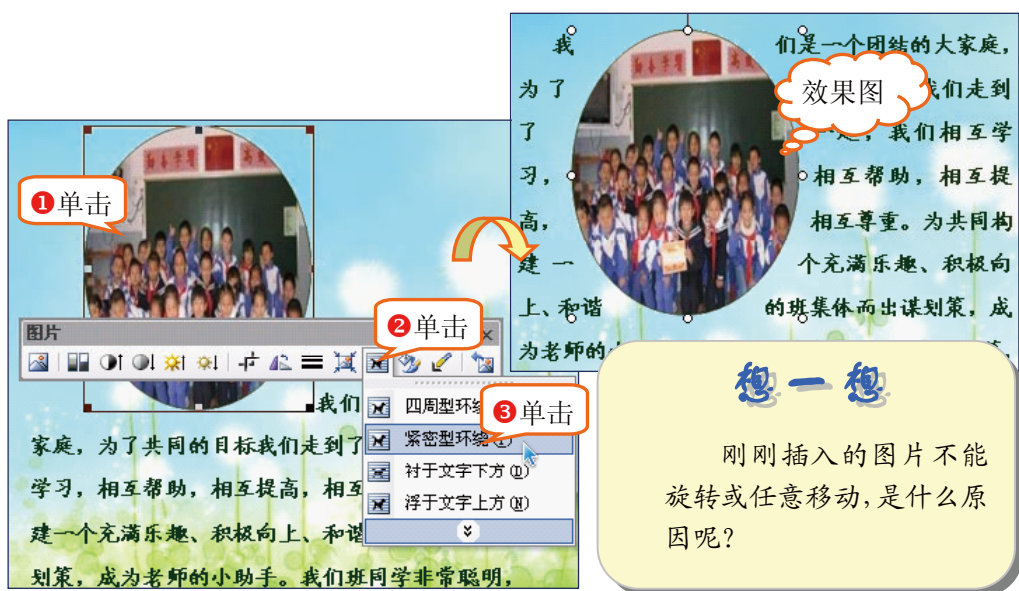 我 们是一个团结的大家庭,
为了 我们走到
了 我们相互学
习, 相互帮助,相互提
高, 相互尊重。为共同构
建一 个充满乐趣、积极向
上、和谐 的班集体而出谋划策,成
为老师的
效果图
❶单击
图片
❷单击
四周型环绕
❸单击
紧密型环绕(T)
衬于文字下方(D)
浮于文字上方(N)
我们
家庭,为了共同的目标我们走到了
学习,相互帮助,相互提高,相互
建一个充满乐趣、积极向上、和谐
划策,成为老师的小助手。我们班同学非常聪明,
想一想
刚刚插入的图片不能
旋转或任意移动,是什么原
因呢?